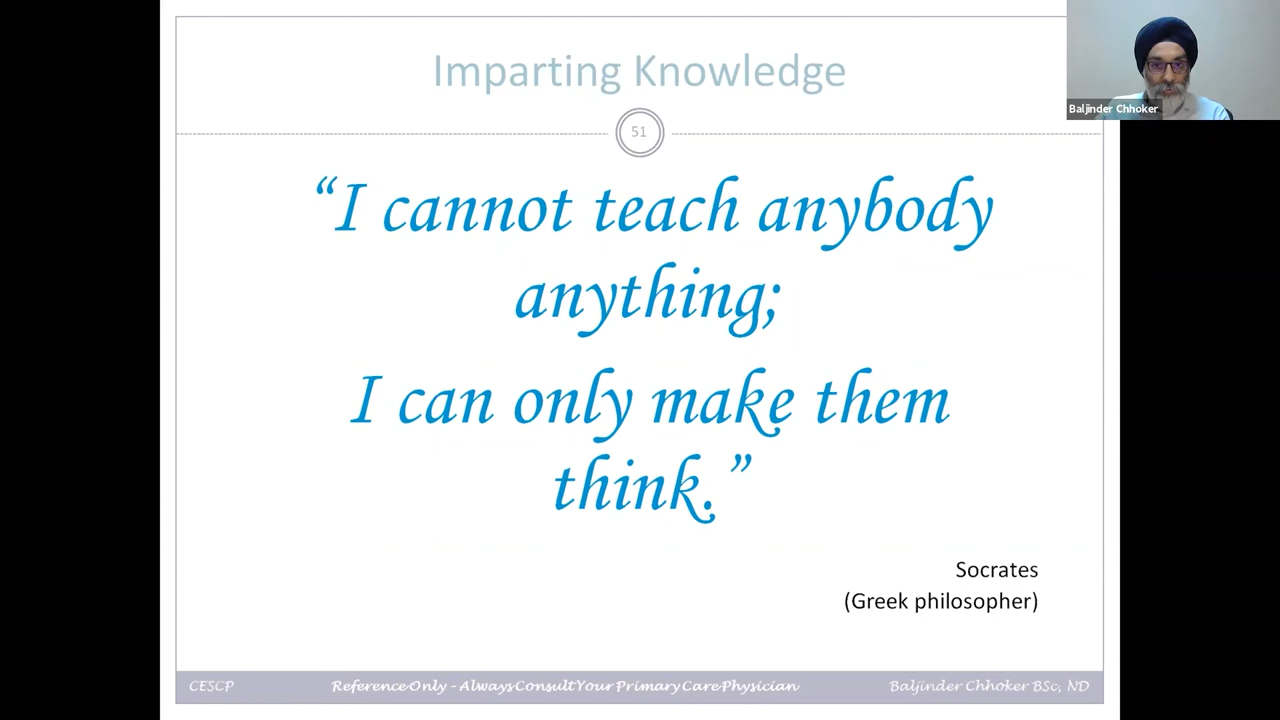 Imparting Knowledge
Baljinder Chhoker
51
“I cannot teach anybody
anything;
I can only make them
think.”
Socrates
(Greek philosopher)
CESCP
Reference Only - Always Consult Your Primary Care Physician
Baljinder Chhoker BSc, ND